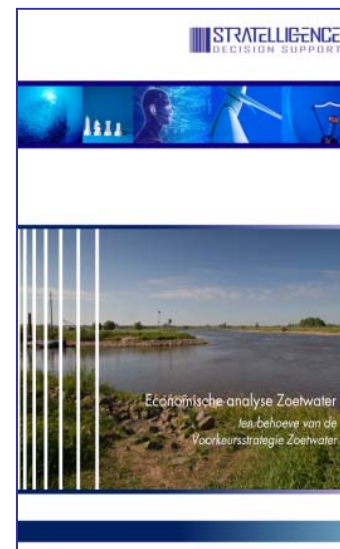 STRATELLIGENCE
DECISION SUPPORT
Economische analyse Zoetwater
ten behoeve van de
Voorkeursstrategie Zoetwater